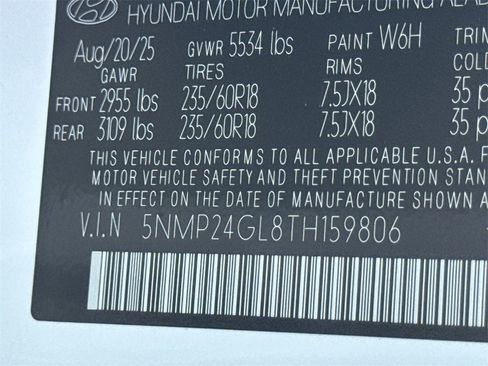 HYUNDAI MOTOR MANUFACTURING
Aug/20/25 GVWR 5534 lbs PAINT W6H TRIM
GAWR TIRES RIMS COLD
FRONT 2955 lbs 235/60R18 7.5JX18 35 p
REAR 3109 lbs 235/60R18 7.5JX18 35 p
THIS VEHICLE CONFORMS TO ALL APPLICABLE U.S.A. F
MOTOR VEHICLE SAFETY AND THEFT PREVENTION STAN
IN EFFECT ON THE DATE OF MANUFACTURE SHOWN A
V.I.N 5NMP24GL8TH159806